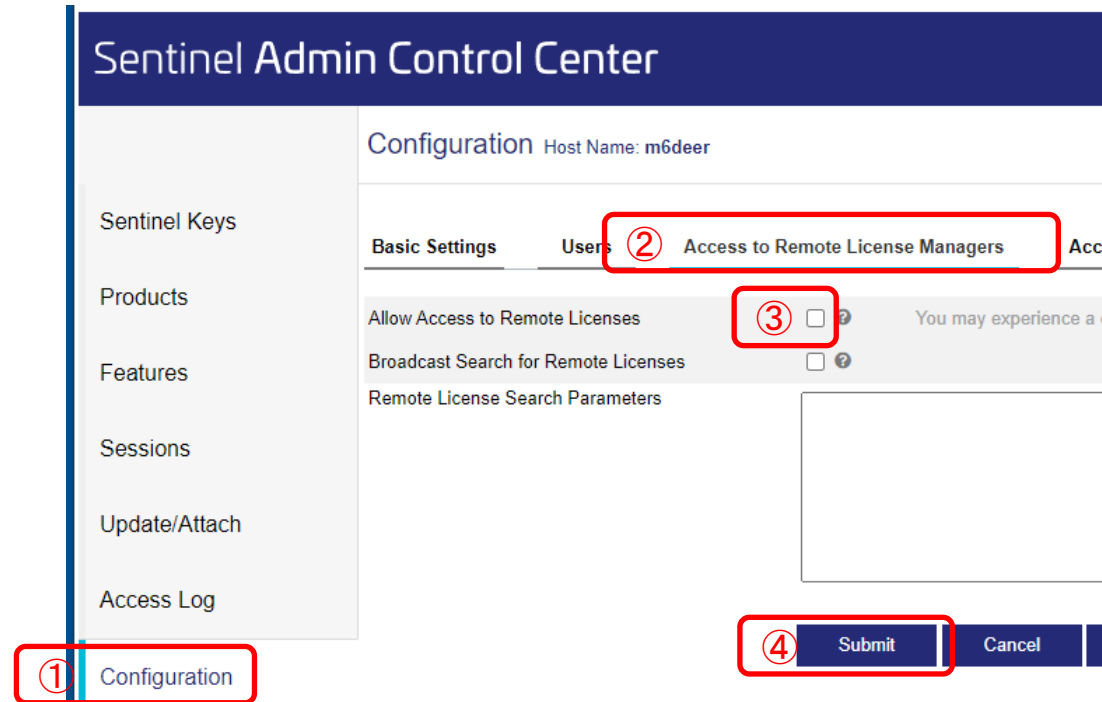 Sentinel Admin Control Center
Configuration Host Name: m6deer
Sentinel Keys
Products
Features
Sessions
Update/Attach
Access Log
① Configuration
Basic Settings Users ② Access to Remote License Managers Acc
Allow Access to Remote Licenses ③ You may experience a
Broadcast Search for Remote Licenses
Remote License Search Parameters
④ Submit Cancel